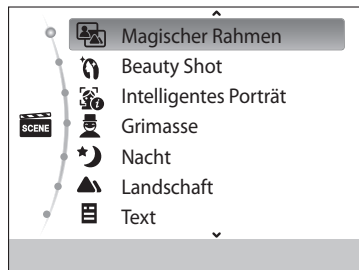 Magischer Rahmen
Beauty Shot
Intelligentes Porträt
SCENE
Grimasse
Nacht
Landschaft
Text